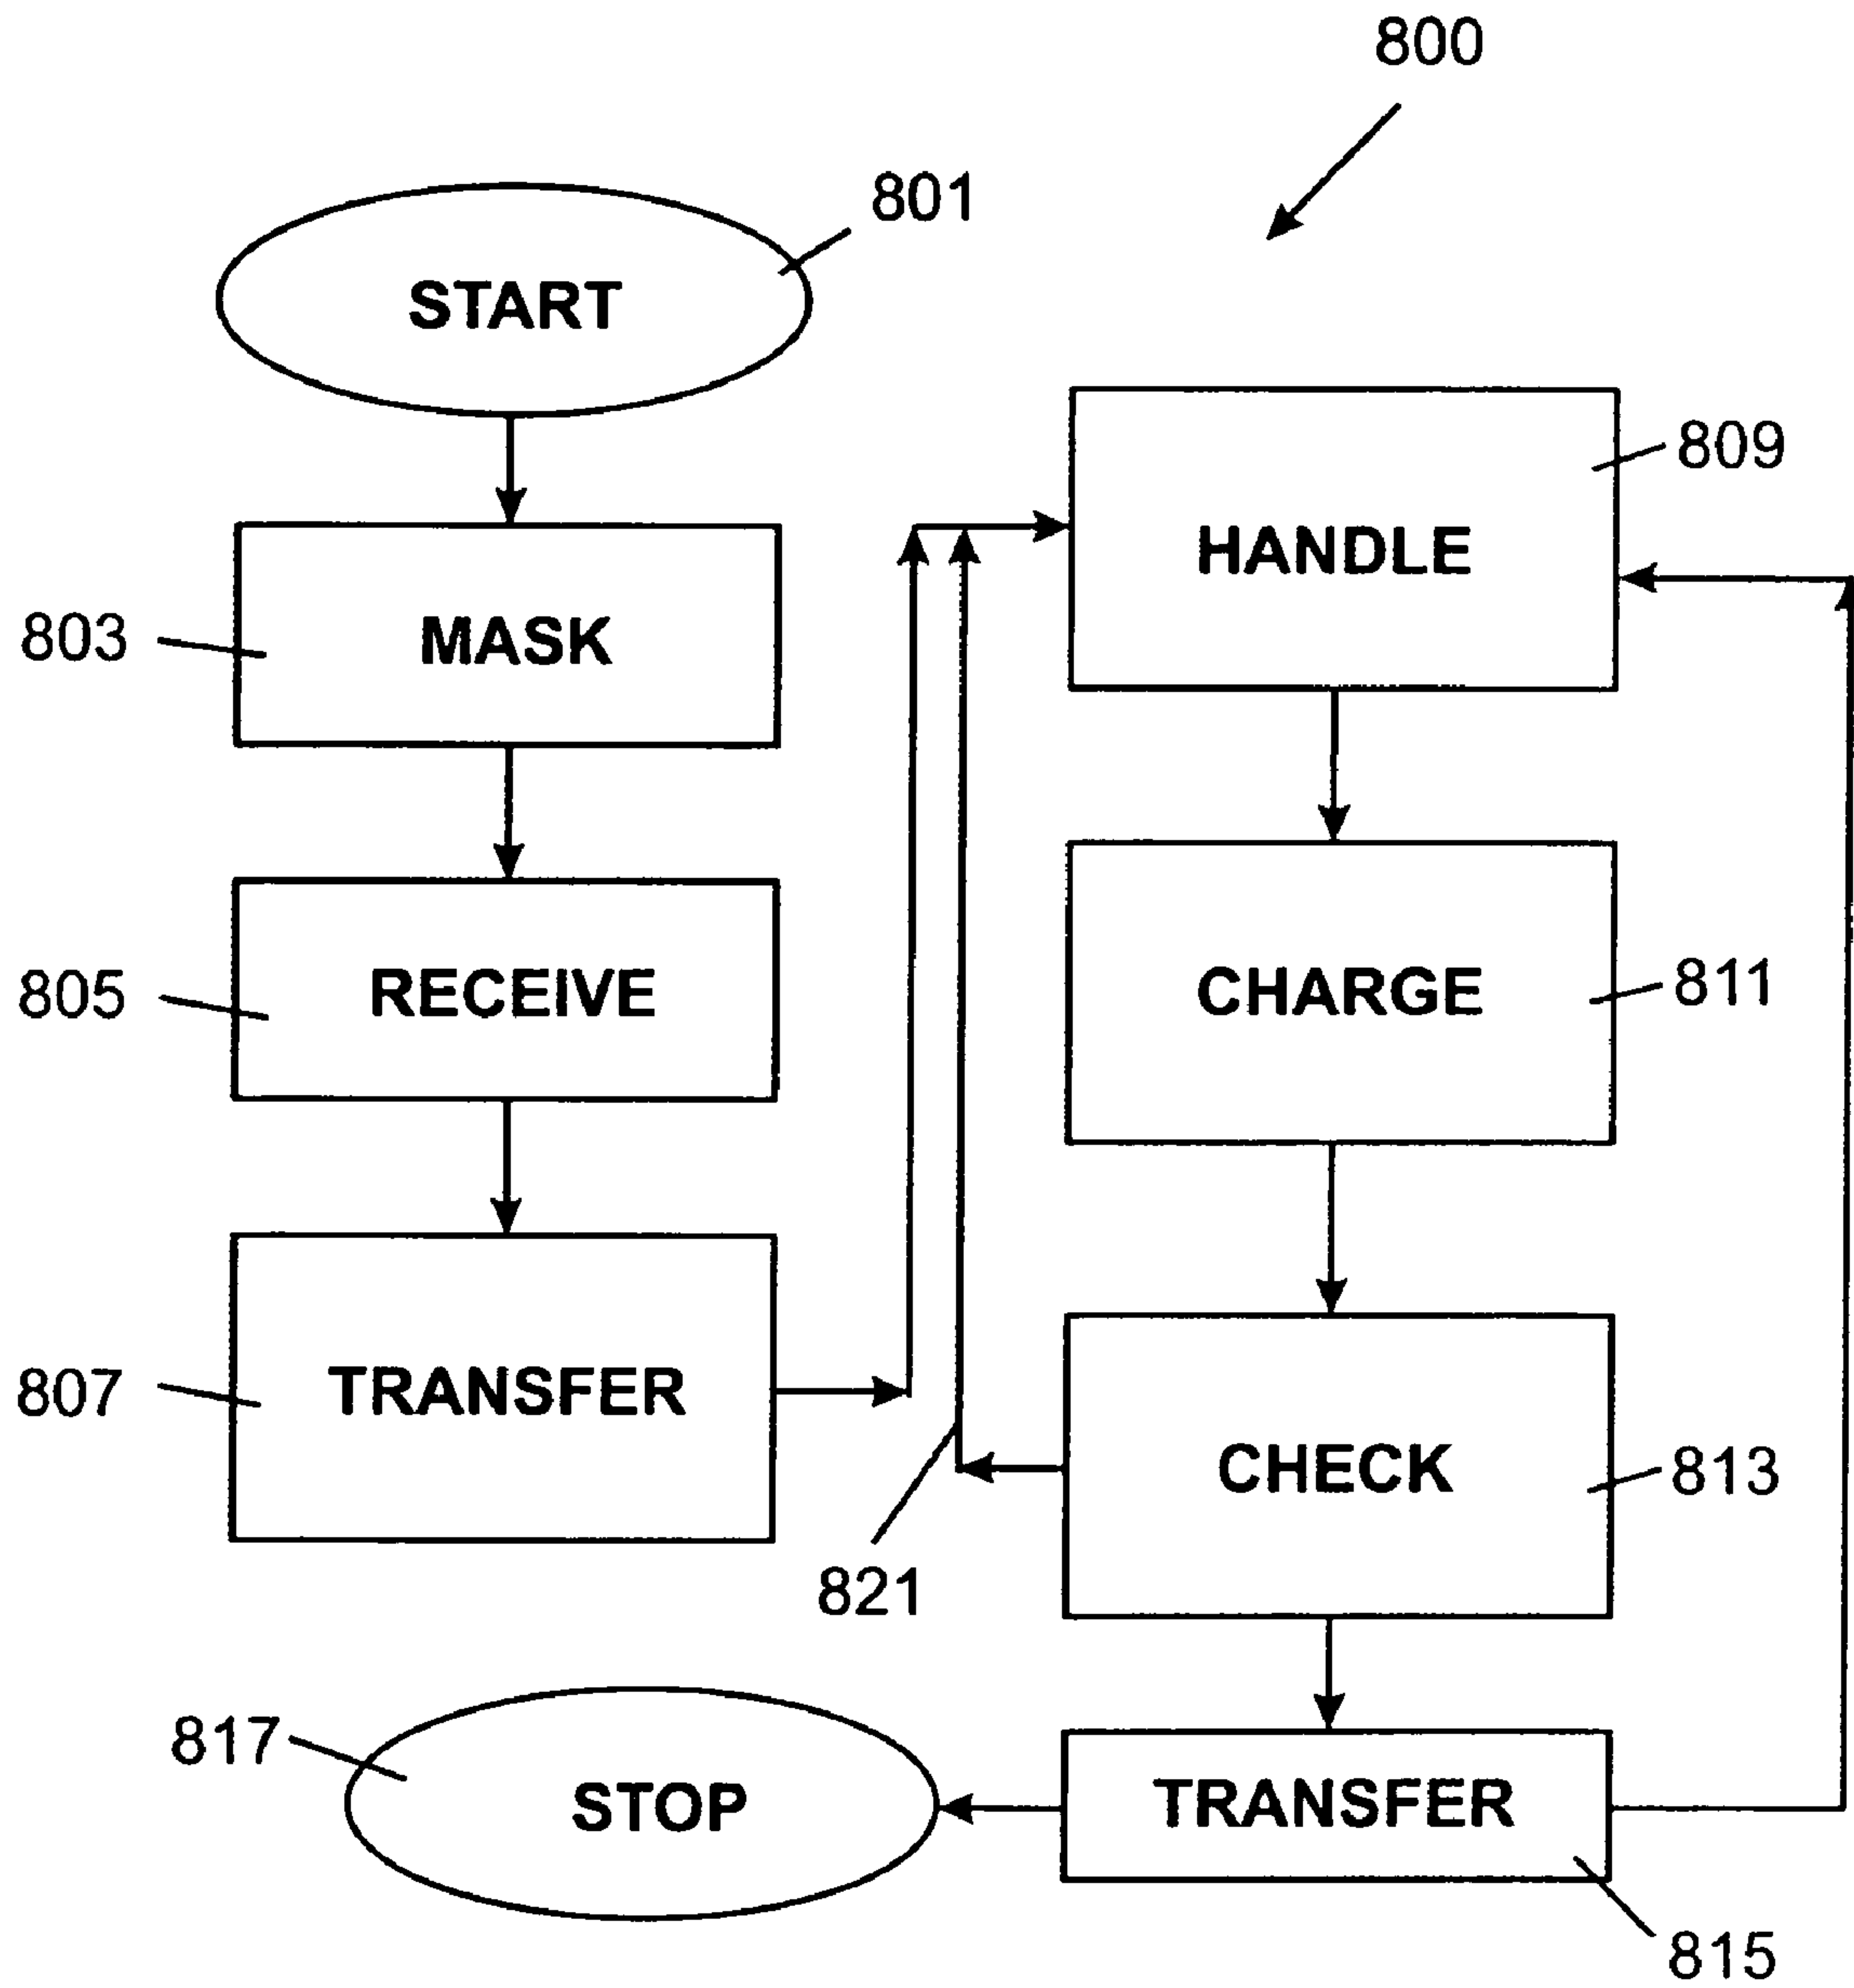 800
801
START
809
HANDLE
803
MASK
805
RECEIVE
811
CHARGE
807
TRANSFER
813
CHECK
821
817
STOP
TRANSFER
815